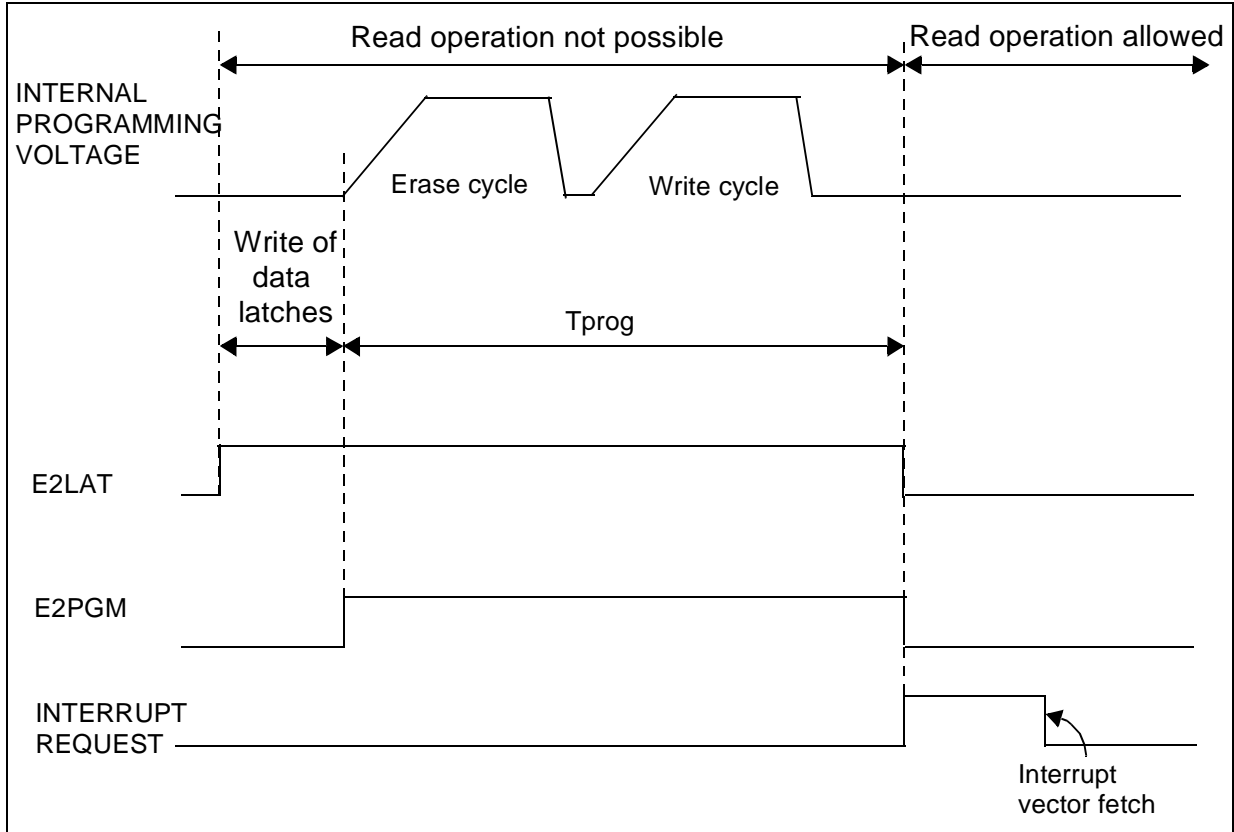 Read operation not possible
Read operation allowed
INTERNAL
PROGRAMMING
VOLTAGE
Erase cycle
Write cycle
Write of
data
latches
Tprog
E2LAT
E2PGM
INTERRUPT
REQUEST
Interrupt
vector fetch